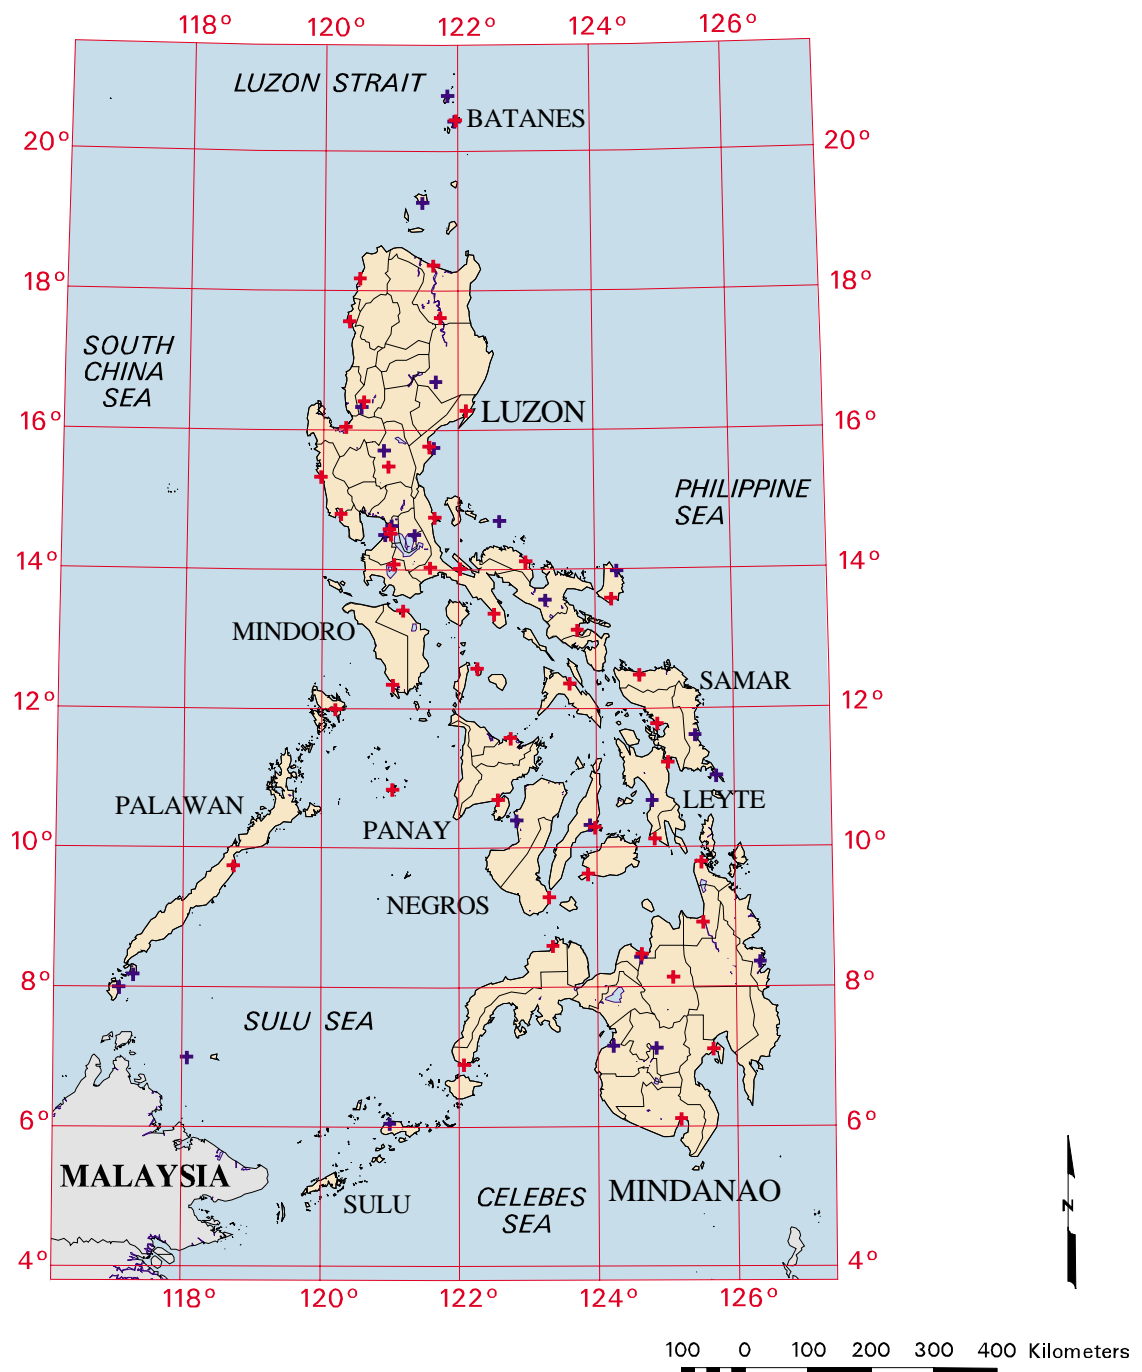 118° 120° 122° 124° 126°
LUZON STRAIT
BATANES
20° 20°
18° 18°
SOUTH
CHINA
SEA
LUZON
16° 16°
PHILIPPINE
SEA
14° 14°
MINDORO
SAMAR
12° 12°
PALAWAN
LEYTE
PANAY
10° 10°
NEGROS
8° 8°
SULU SEA
6° 6°
MALAYSIA
SULU
CELEBES
SEA
MINDANAO
N
4° 4°
118° 120° 122° 124° 126°
100 0 100 200 300 400 Kilometers